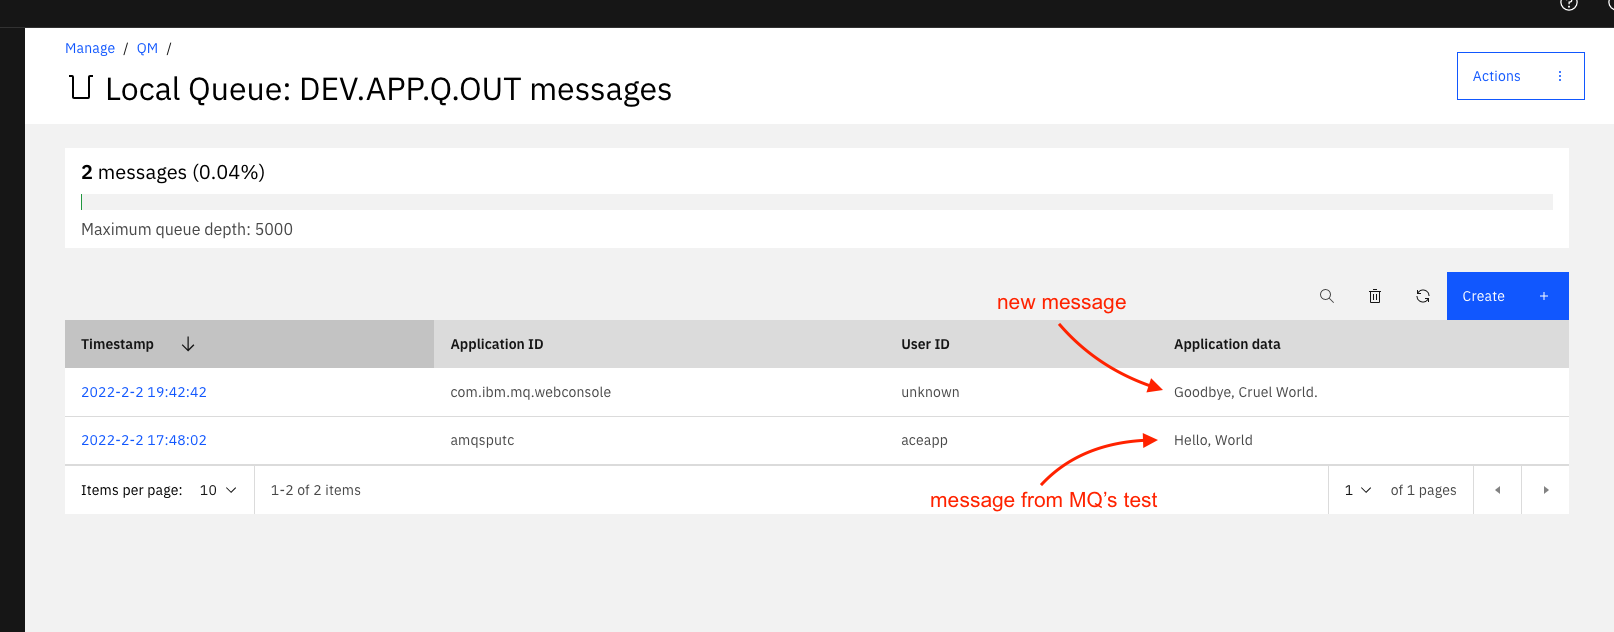 Manage / QM /
Local Queue: DEV.APP.Q.OUT messages
Actions
2 messages (0.04%)
Maximum queue depth: 5000
new message
Create +
Timestamp Application ID User ID Application data
2022-2-2 19:42:42 com.ibm.mq.webconsole unknown Goodbye, Cruel World.
2022-2-2 17:48:02 amqsputc aceapp Hello, World
Items per page: 10 1-2 of 2 items 1 of 1 pages
message from MQ’s test